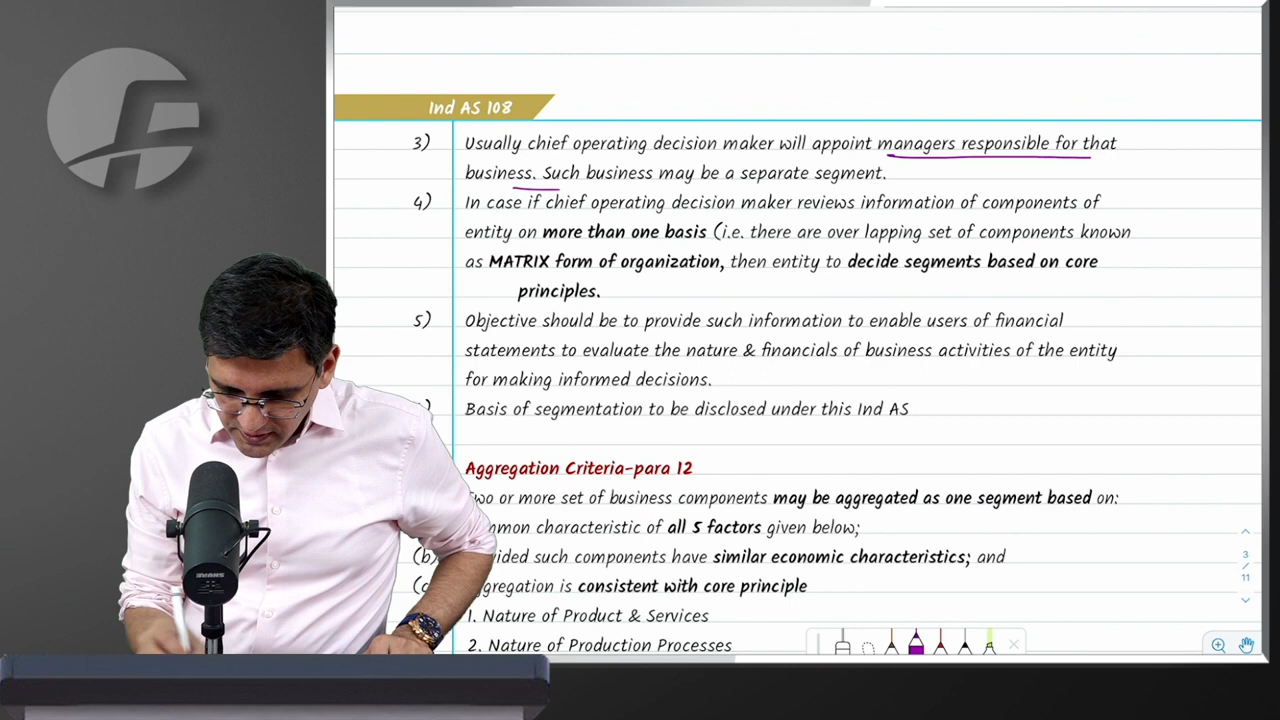 Ind AS 108
3) Usually chief operating decision maker will appoint managers responsible for that
business. Such business may be a separate segment.
4) In case if chief operating decision maker reviews information of components of
entity on more than one basis (i.e. there are over lapping set of components known
as MATRIX form of organization, then entity to decide segments based on core
principles.
5) Objective should be to provide such information to enable users of financial
statements to evaluate the nature & financials of business activities of the entity
for making informed decisions.
) Basis of segmentation to be disclosed under this Ind AS
Aggregation Criteria-para 12
wo or more set of business components may be aggregated as one segment based on:
mmon characteristic of all 5 factors given below;
(b) vided such components have similar economic characteristics; and
(c ggregation is consistent with core principle
1. Nature of Product & Services
2. Nature of Production Processes
3
/
11